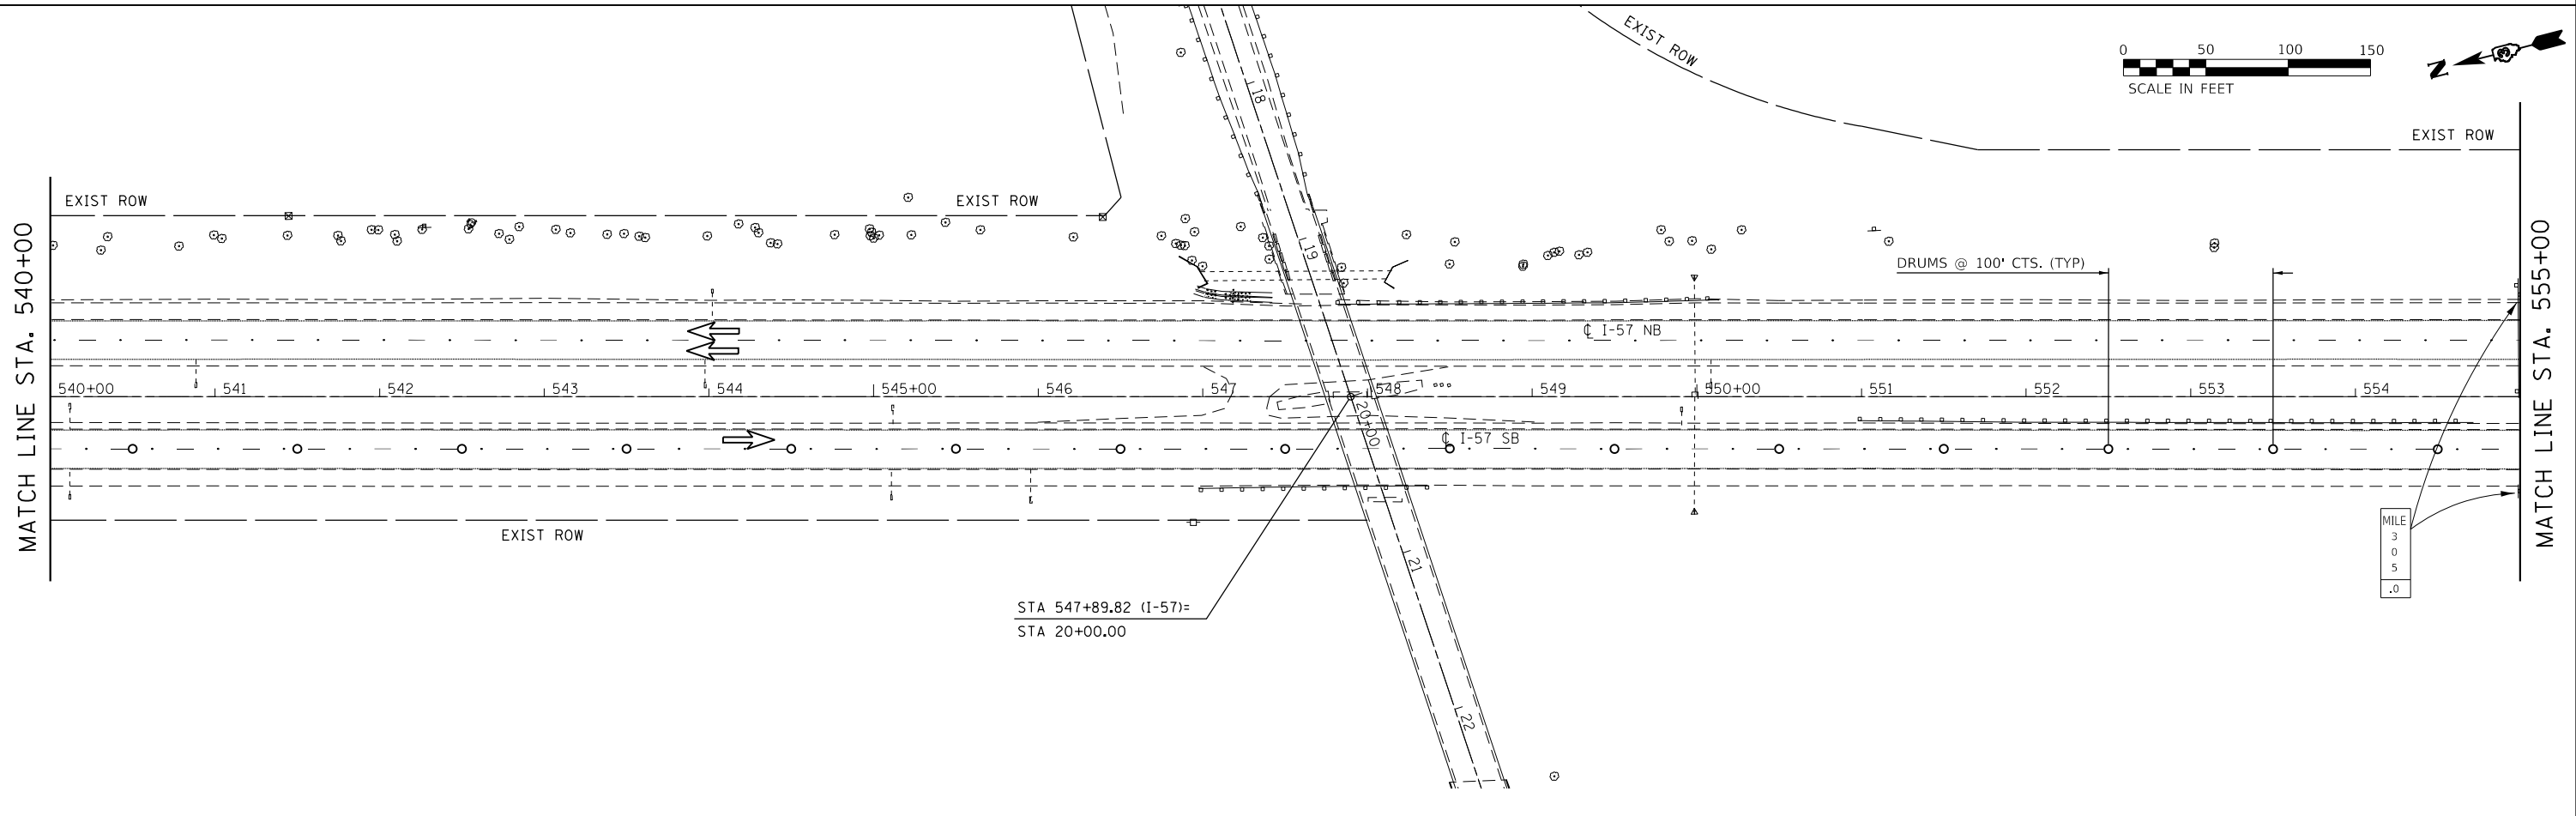 EXIST ROW
0 50 100 150
SCALE IN FEET
N
EXIST ROW
18
EXIST ROW
EXIST ROW
19
MATCH LINE STA. 540+00
MATCH LINE STA. 555+00
DRUMS @ 100' CTS. (TYP)
℄ I-57 NB
540+00 541 542 543 544 545+00 546 547 548 549 550+00 551 552 553 554
20+00
℄ I-57 SB
EXIST ROW
MILE
3
0
5
.0
21
STA 547+89.82 (I-57)=
STA 20+00.00
22